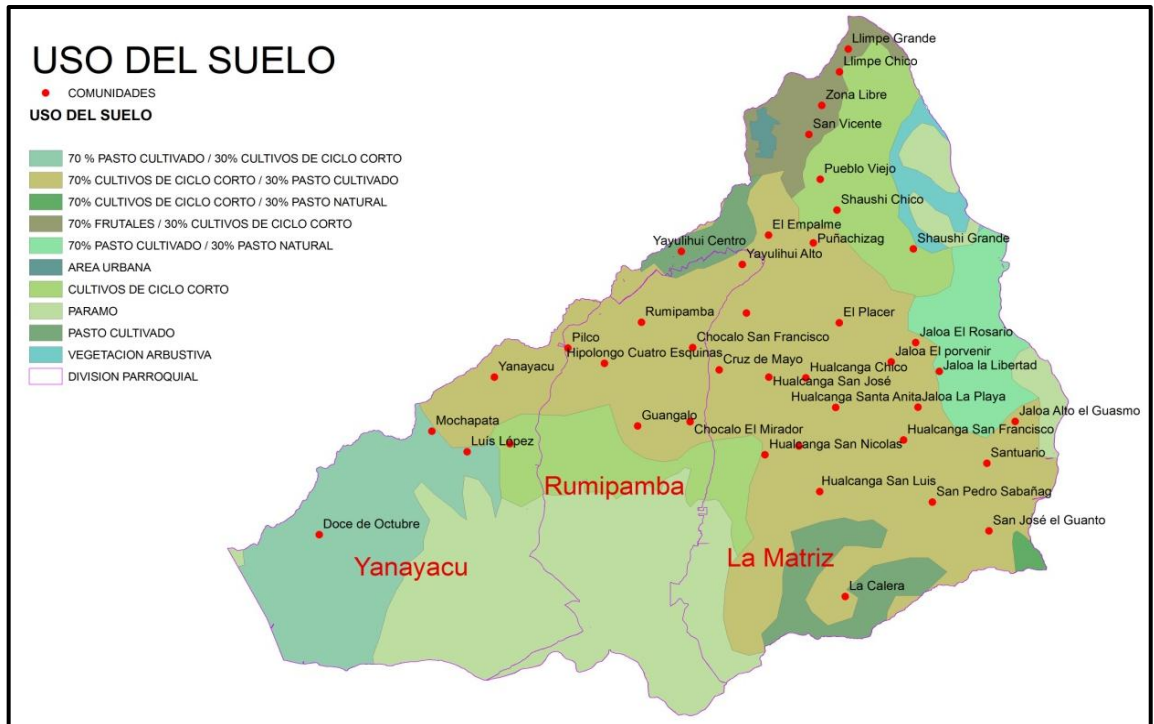 USO DEL SUELO
COMUNIDADES
USO DEL SUELO
70 % PASTO CULTIVADO / 30% CULTIVOS DE CICLO CORTO
70% CULTIVOS DE CICLO CORTO / 30% PASTO CULTIVADO
70% CULTIVOS DE CICLO CORTO / 30% PASTO NATURAL
70% FRUTALES / 30% CULTIVOS DE CICLO CORTO
70% PASTO CULTIVADO / 30% PASTO NATURAL
AREA URBANA
CULTIVOS DE CICLO CORTO
PARAMO
PASTO CULTIVADO
VEGETACION ARBUSTIVA
DIVISION PARROQUIAL
Llimpe Grande
Llimpe Chico
Zona Libre
San Vicente
Pueblo Viejo
Shaushi Chico
El Empalme
Puñachizag
Shaushi Grande
Yayulihui Centro
Yayulihui Alto
Rumipamba
El Placer
Pilco
Chocalo San Francisco
Jaloa El Rosario
Hipolongo Cuatro Esquinas
Jaloa El porvenir
Cruz de Mayo
Hualcanga Chico
Jaloa la Libertad
Yanayacu
Hualcanga San José
Hualcanga Santa Anita
Jaloa La Playa
Mochapata
Guangalo
Chocalo El Mirador
Jaloa Alto el Guasmo
Luís López
Hualcanga San Nicolas
Hualcanga San Francisco
Santuario
Rumipamba
Hualcanga San Luis
San Pedro Sabañag
Doce de Octubre
San José el Guanto
Yanayacu
La Matriz
La Calera